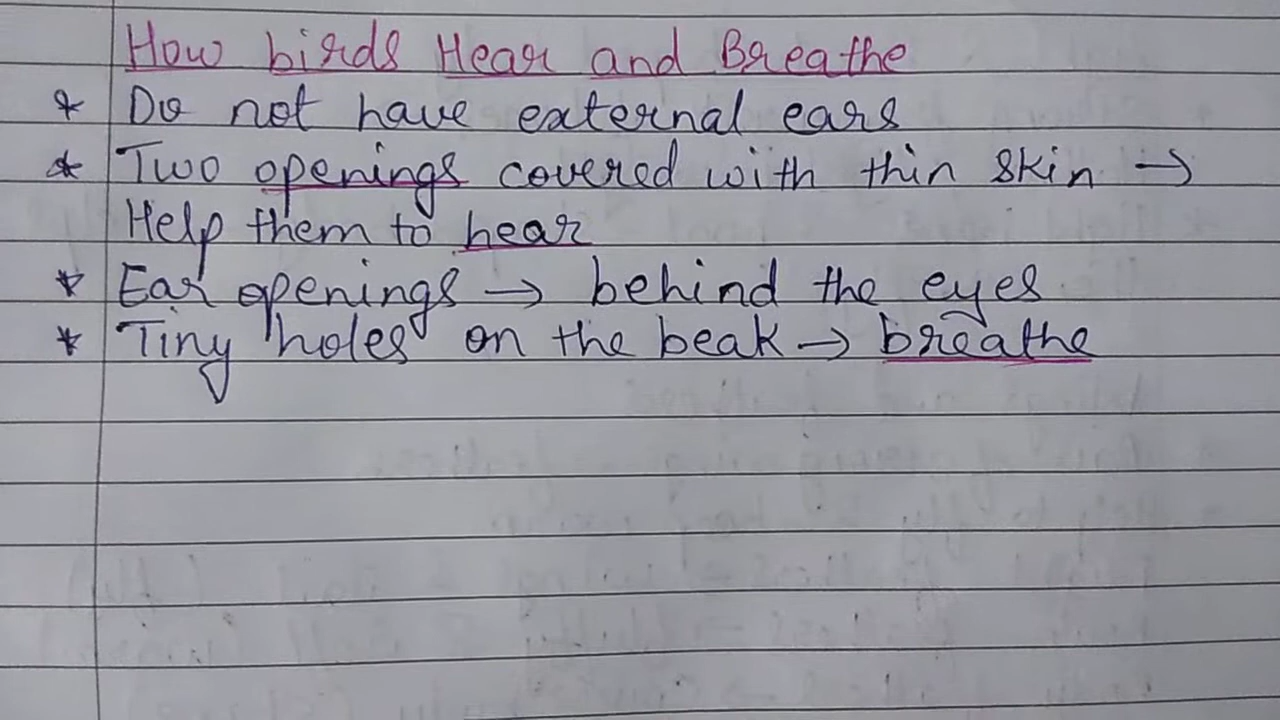 How birds Hear and Breathe
* Do not have external ears
* Two openings covered with thin skin →
Help them to hear
* Ear openings → behind the eyes
* Tiny holes on the beak → breathe